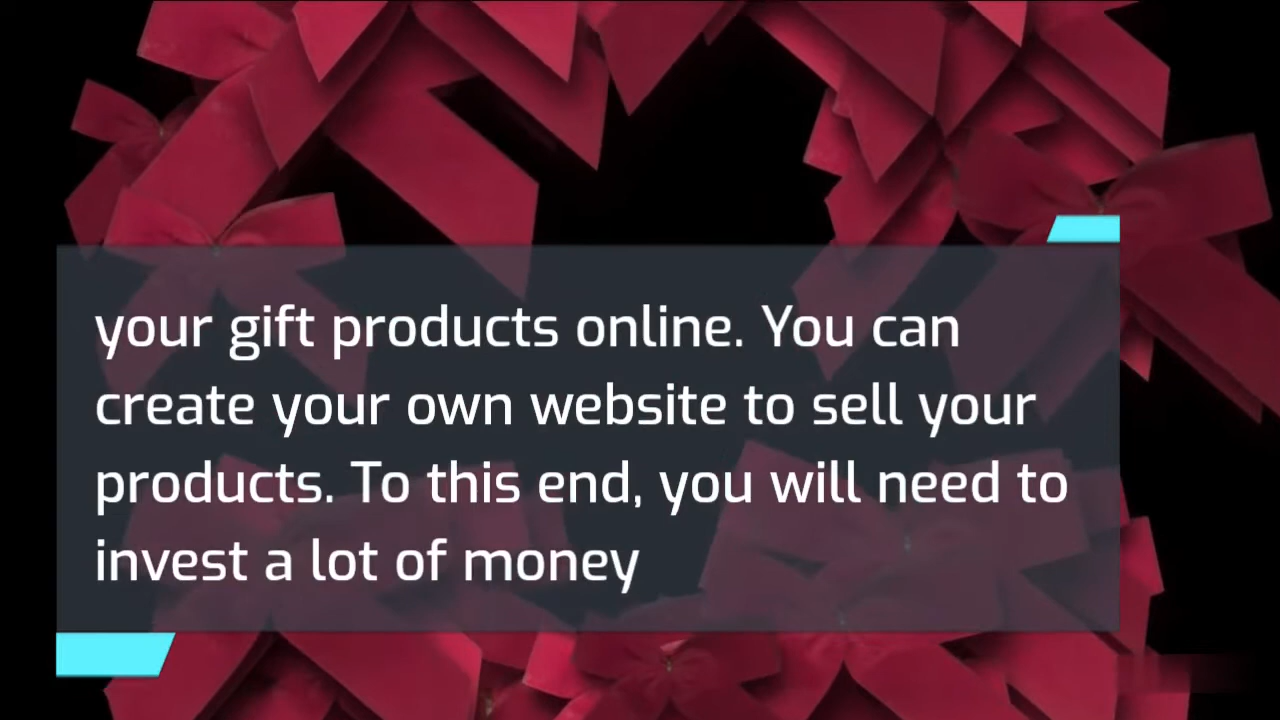 your gift products online. You can
create your own website to sell your
products. To this end, you will need to
invest a lot of money